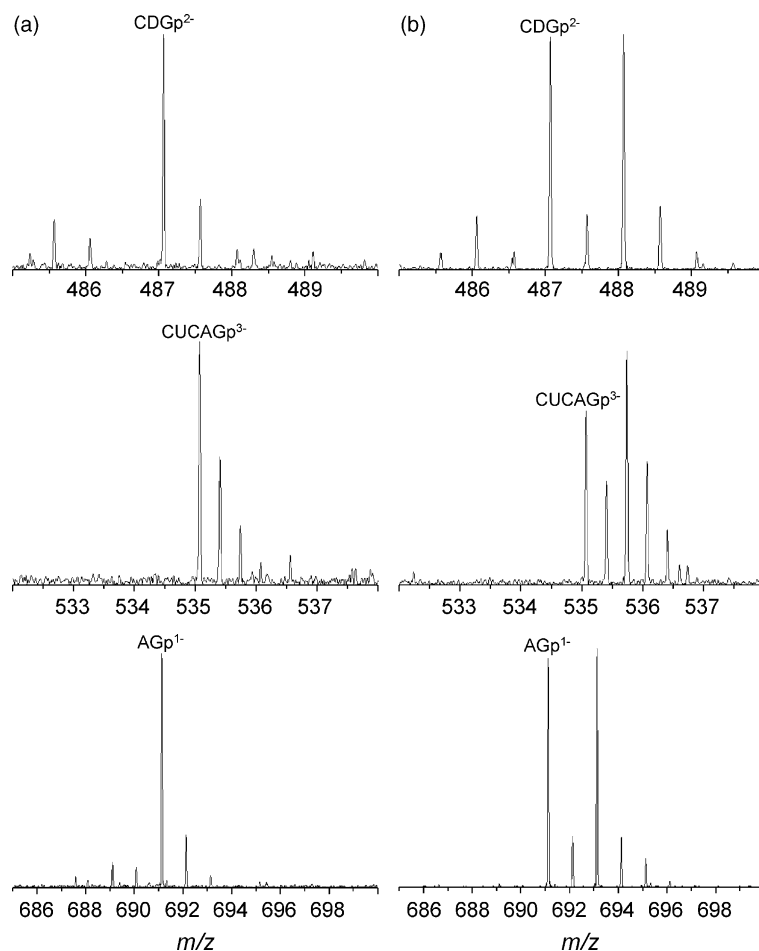 (a)
CDGp2-
486 487 488 489
(b)
CDGp2-
486 487 488 489
CUCAGp3-
533 534 535 536 537
CUCAGp3-
533 534 535 536 537
AGp1-
686 688 690 692 694 696 698
m/z
AGp1-
686 688 690 692 694 696 698
m/z